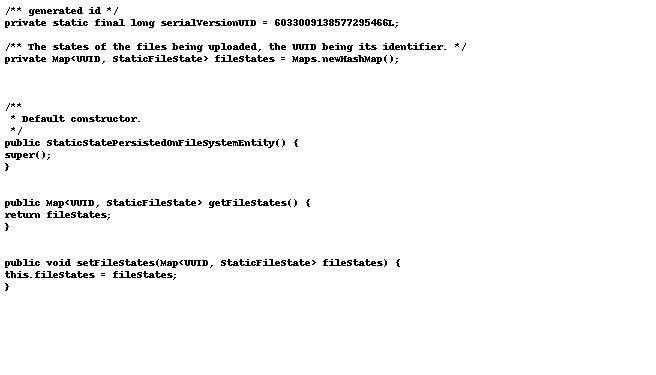 /** generated id */
private static final long serialVersionUID = 6033009138577295466L;
/** The states of the files being uploaded, the UUID being its identifier. */
private Map<UUID, StaticFileState> fileStates = Maps.newHashMap();
/**
* Default constructor.
*/
public StaticStatePersistedOnFileSystemEntity() {
super();
}
public Map<UUID, StaticFileState> getFileStates() {
return fileStates;
}
public void setFileStates(Map<UUID, StaticFileState> fileStates) {
this.fileStates = fileStates;
}